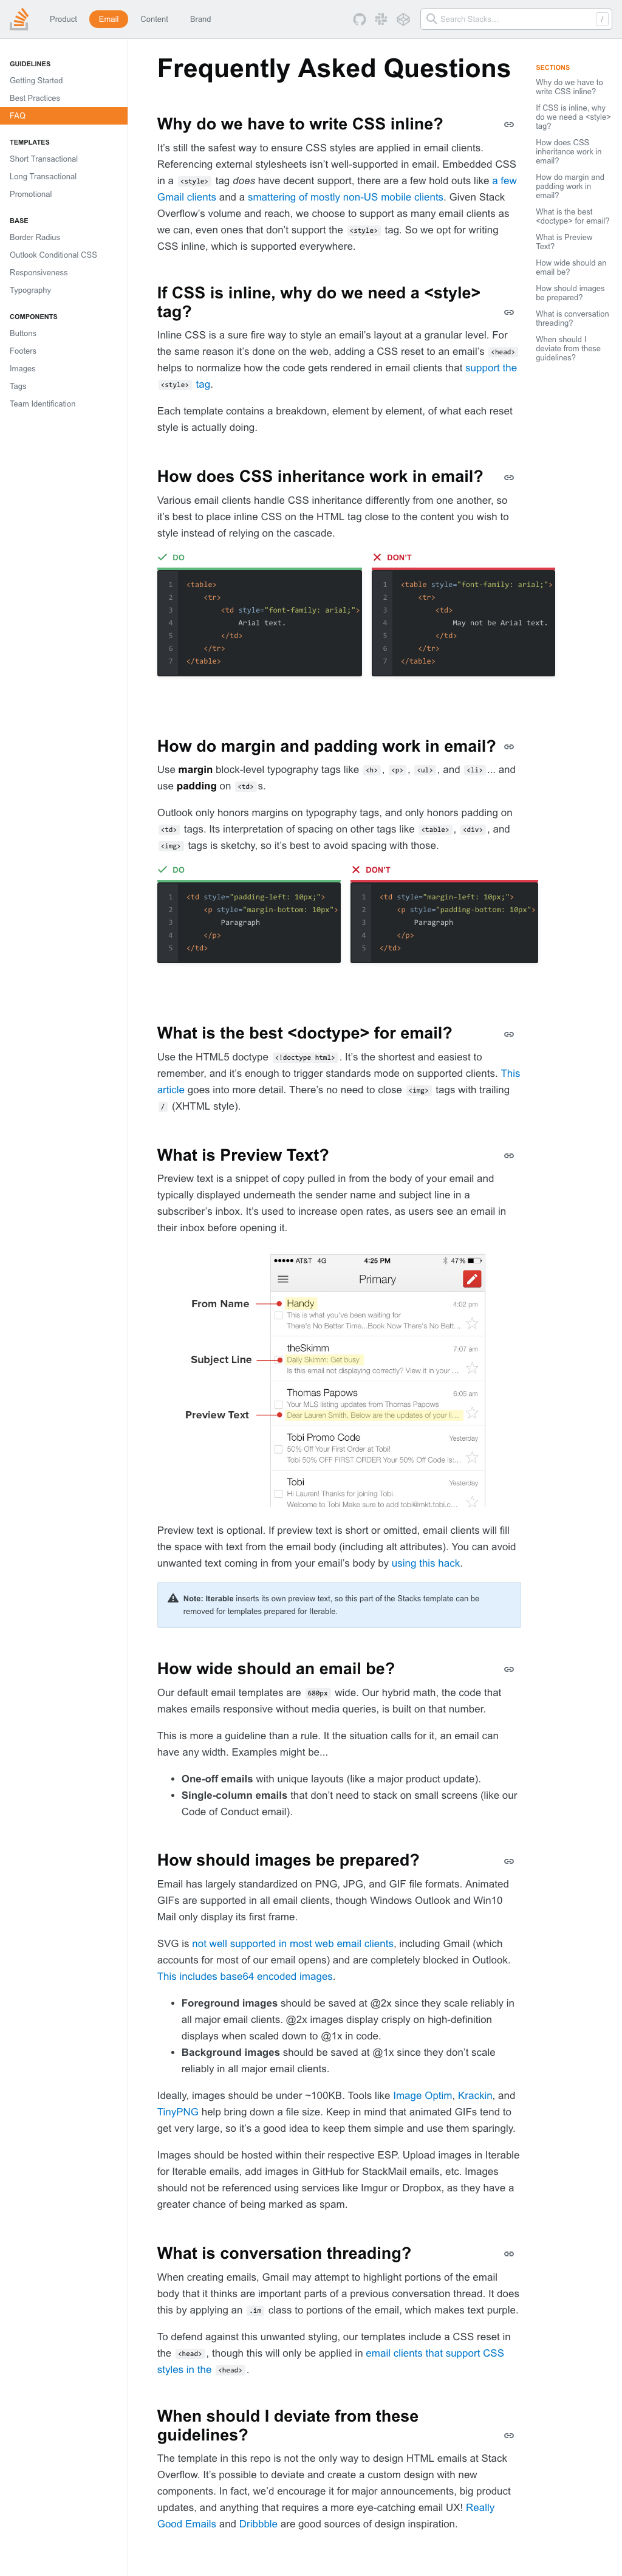 Product
Email
Content
Brand
Search Stacks…
/
GUIDELINES
Getting Started
Best Practices
FAQ
TEMPLATES
Short Transactional
Long Transactional
Promotional
BASE
Border Radius
Outlook Conditional CSS
Responsiveness
Typography
COMPONENTS
Buttons
Footers
Images
Tags
Team Identification
Frequently Asked Questions
Why do we have to write CSS inline?
It's still the safest way to ensure CSS styles are applied in email clients.
Referencing external stylesheets isn't well-supported in email. Embedded CSS
in a <style> tag does have decent support, there are a few hold outs like a few
Gmail clients and a smattering of mostly non-US mobile clients. Given Stack
Overflow's volume and reach, we choose to support as many email clients as
we can, even ones that don't support the <style> tag. So we opt for writing
CSS inline, which is supported everywhere.
If CSS is inline, why do we need a <style>
tag?
Inline CSS is a sure fire way to style an email's layout at a granular level. For
the same reason it's done on the web, adding a CSS reset to an email's <head>
helps to normalize how the code gets rendered in email clients that support the
<style> tag.
Each template contains a breakdown, element by element, of what each reset
style is actually doing.
How does CSS inheritance work in email?
Various email clients handle CSS inheritance differently from one another, so
it's best to place inline CSS on the HTML tag close to the content you wish to
style instead of relying on the cascade.
DO
1 <table>
2 <tr>
3 <td style="font-family: arial;">
4 Arial text.
5 </td>
6 </tr>
7 </table>
DON'T
1 <table style="font-family: arial;">
2 <tr>
3 <td>
4 May not be Arial text.
5 </td>
6 </tr>
7 </table>
How do margin and padding work in email?
Use margin block-level typography tags like <h>, <p>, <ul>, and <li>... and
use padding on <td>s.
Outlook only honors margins on typography tags, and only honors padding on
<td> tags. Its interpretation of spacing on other tags like <table>, <div>, and
<img> tags is sketchy, so it's best to avoid spacing with those.
DO
1 <td style="padding-left: 10px;">
2 <p style="margin-bottom: 10px">
3 Paragraph
4 </p>
5 </td>
DON'T
1 <td style="margin-left: 10px;">
2 <p style="padding-bottom: 10px">
3 Paragraph
4 </p>
5 </td>
What is the best <doctype> for email?
Use the HTML5 doctype <!doctype html>. It's the shortest and easiest to
remember, and it's enough to trigger standards mode on supported clients. This
article goes into more detail. There's no need to close <img> tags with trailing
/ (XHTML style).
What is Preview Text?
Preview text is a snippet of copy pulled in from the body of your email and
typically displayed underneath the sender name and subject line in a
subscriber's inbox. It's used to increase open rates, as users see an email in
their inbox before opening it.
AT&T 4G 4:25 PM 47%
Primary
From Name
Handy 4:02 pm
This is what you've been waiting for
There's No Better Time...Book Now There's No Bett...
theSkimm 7:07 am
Subject Line
Daily Skimm: Get busy
Is this email not displaying correctly? View it in your ...
Thomas Papows 6:05 am
Your MLS listing updates from Thomas Papows
Preview Text
Dear Lauren Smith, Below are the updates of your li...
Tobi Promo Code Yesterday
50% Off Your First Order at Tobi!
Tobi 50% OFF FIRST ORDER Your 50% Off Code is:...
Tobi Yesterday
Hi Lauren! Thanks for joining Tobi.
Welcome to Tobi Make sure to add tobi@mkt.tobi.c...
Preview text is optional. If preview text is short or omitted, email clients will fill
the space with text from the email body (including alt attributes). You can avoid
unwanted text coming in from your email's body by using this hack.
Note: Iterable inserts its own preview text, so this part of the Stacks template can be
removed for templates prepared for Iterable.
How wide should an email be?
Our default email templates are 680px wide. Our hybrid math, the code that
makes emails responsive without media queries, is built on that number.
This is more a guideline than a rule. It the situation calls for it, an email can
have any width. Examples might be...
• One-off emails with unique layouts (like a major product update).
• Single-column emails that don't need to stack on small screens (like our
Code of Conduct email).
How should images be prepared?
Email has largely standardized on PNG, JPG, and GIF file formats. Animated
GIFs are supported in all email clients, though Windows Outlook and Win10
Mail only display its first frame.
SVG is not well supported in most web email clients, including Gmail (which
accounts for most of our email opens) and are completely blocked in Outlook.
This includes base64 encoded images.
• Foreground images should be saved at @2x since they scale reliably in
all major email clients. @2x images display crisply on high-definition
displays when scaled down to @1x in code.
• Background images should be saved at @1x since they don't scale
reliably in all major email clients.
Ideally, images should be under ~100KB. Tools like Image Optim, Krackin, and
TinyPNG help bring down a file size. Keep in mind that animated GIFs tend to
get very large, so it's a good idea to keep them simple and use them sparingly.
Images should be hosted within their respective ESP. Upload images in Iterable
for Iterable emails, add images in GitHub for StackMail emails, etc. Images
should not be referenced using services like Imgur or Dropbox, as they have a
greater chance of being marked as spam.
What is conversation threading?
When creating emails, Gmail may attempt to highlight portions of the email
body that it thinks are important parts of a previous conversation thread. It does
this by applying an .im class to portions of the email, which makes text purple.
To defend against this unwanted styling, our templates include a CSS reset in
the <head>, though this will only be applied in email clients that support CSS
styles in the <head>.
When should I deviate from these
guidelines?
The template in this repo is not the only way to design HTML emails at Stack
Overflow. It's possible to deviate and create a custom design with new
components. In fact, we'd encourage it for major announcements, big product
updates, and anything that requires a more eye-catching email UX! Really
Good Emails and Dribbble are good sources of design inspiration.
SECTIONS
Why do we have to
write CSS inline?
If CSS is inline, why
do we need a <style>
tag?
How does CSS
inheritance work in
email?
How do margin and
padding work in
email?
What is the best
<doctype> for email?
What is Preview
Text?
How wide should an
email be?
How should images
be prepared?
What is conversation
threading?
When should I
deviate from these
guidelines?